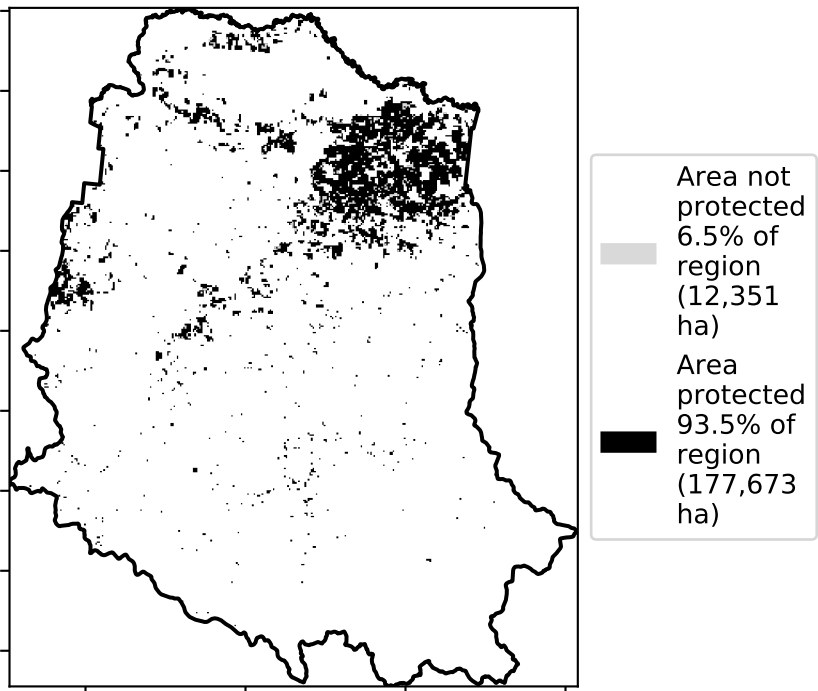 Area not
protected
6.5% of
region
(12,351
ha)
Area
protected
93.5% of
region
(177,673
ha)